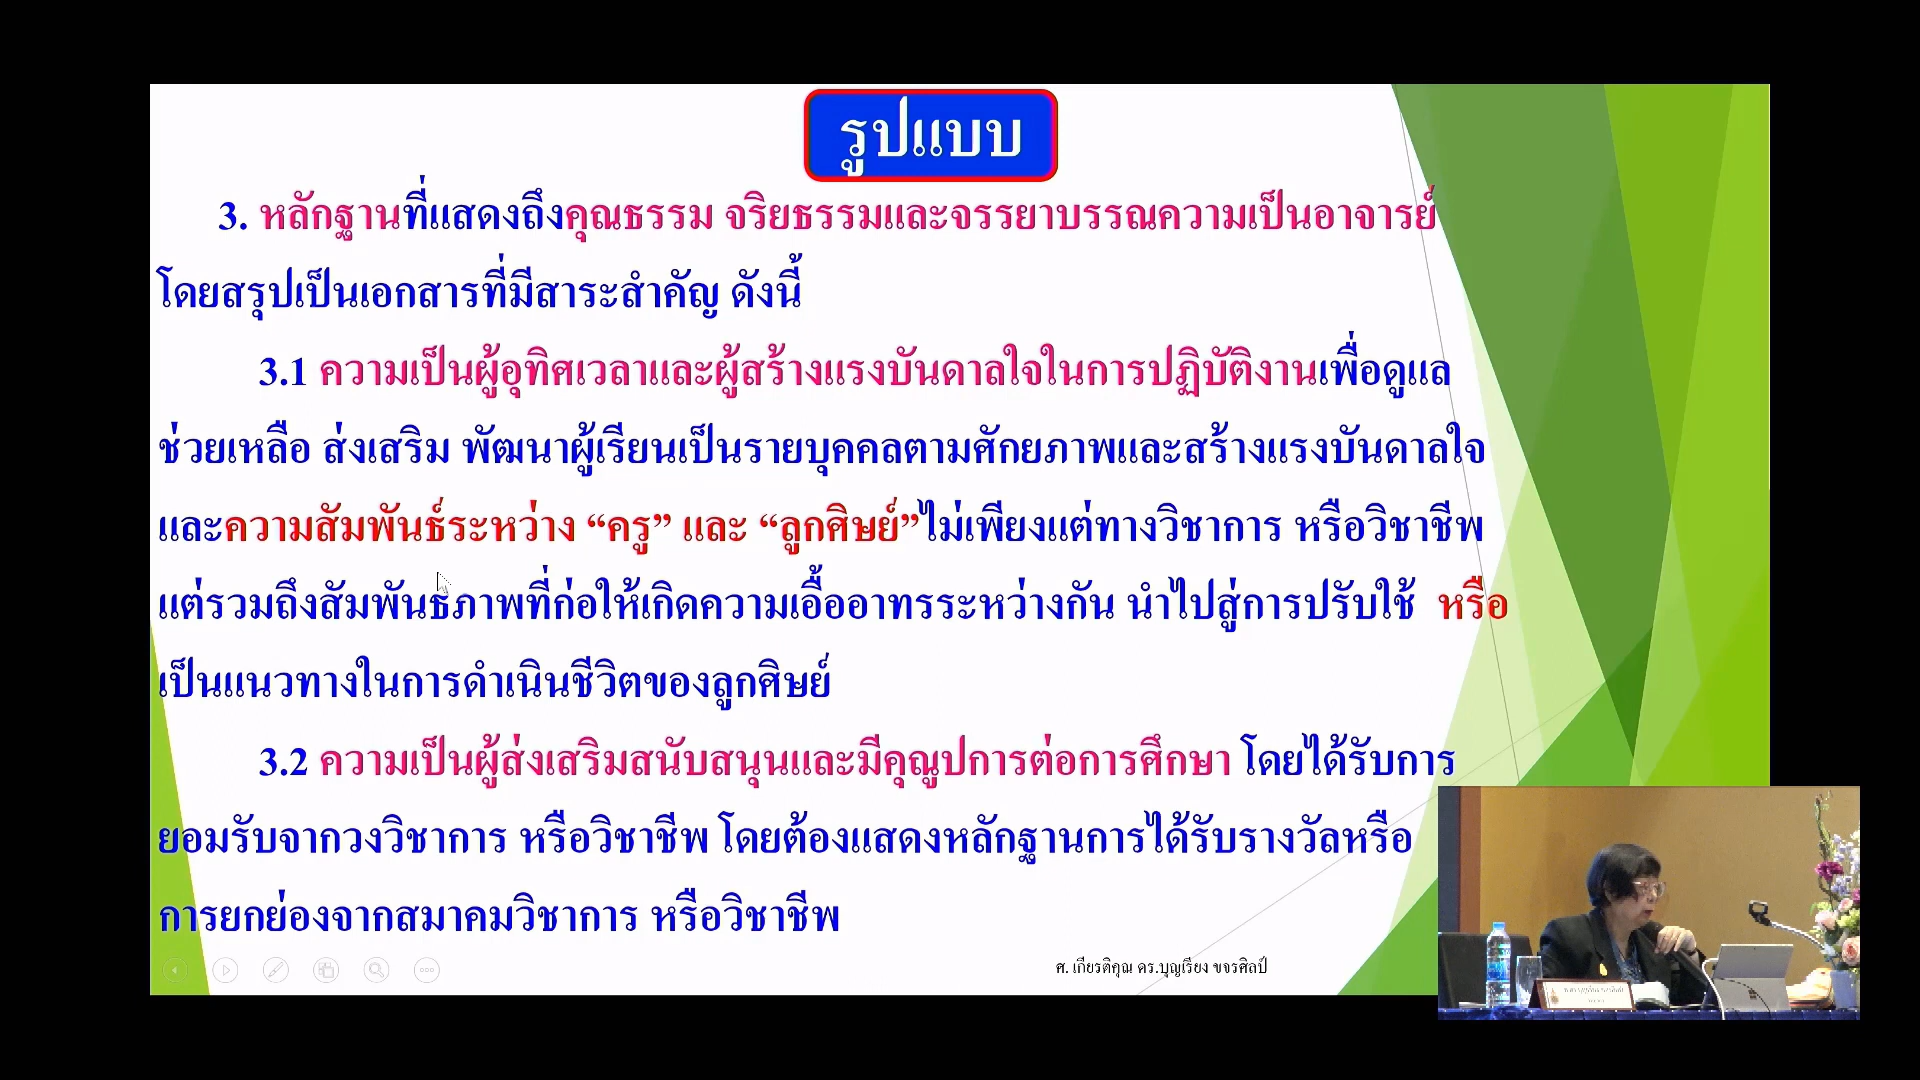 รูปแบบ
3. หลักฐานที่แสดงถึงคุณธรรม จริยธรรมและจรรยาบรรณความเป็นอาจารย์
โดยสรุปเป็นเอกสารที่มีสาระสำคัญ ดังนี้
3.1 ความเป็นผู้อุทิศเวลาและผู้สร้างแรงบันดาลใจในการปฏิบัติงานเพื่อดูแล
ช่วยเหลือ ส่งเสริม พัฒนาผู้เรียนเป็นรายบุคคลตามศักยภาพและสร้างแรงบันดาลใจ
และความสัมพันธ์ระหว่าง “ครู” และ “ลูกศิษย์”ไม่เพียงแต่ทางวิชาการ หรือวิชาชีพ
แต่รวมถึงสัมพันธภาพที่ก่อให้เกิดความเอื้ออาทรระหว่างกัน นำไปสู่การปรับใช้ หรือ
เป็นแนวทางในการดำเนินชีวิตของลูกศิษย์
3.2 ความเป็นผู้ส่งเสริมสนับสนุนและมีคุณูปการต่อการศึกษา โดยได้รับการ
ยอมรับจากวงวิชาการ หรือวิชาชีพ โดยต้องแสดงหลักฐานการได้รับรางวัลหรือ
การยกย่องจากสมาคมวิชาการ หรือวิชาชีพ
ศ. เกียรติคุณ ดร.บุญเรียง ขจรศิลป์